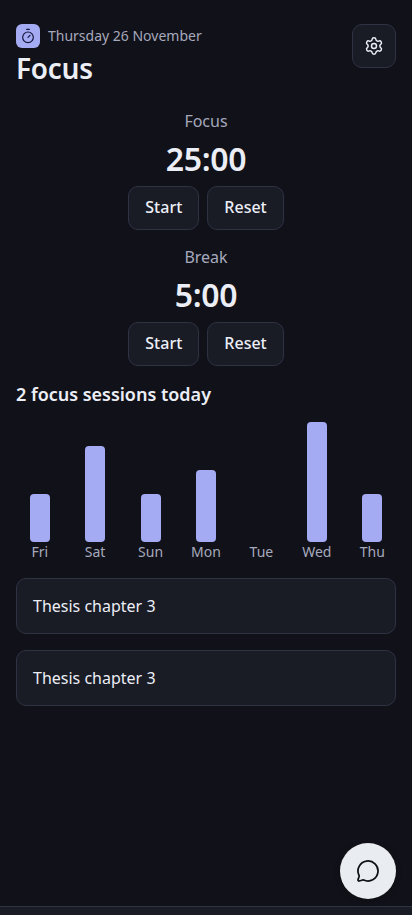 Thursday 26 November
Focus
Focus
25:00
Start Reset
Break
5:00
Start Reset
2 focus sessions today
Fri Sat Sun Mon Tue Wed Thu
Thesis chapter 3
Thesis chapter 3